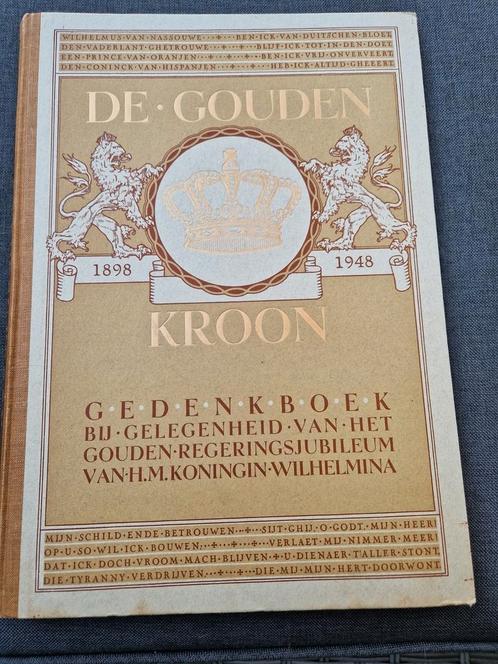 WILHELMUS·VAN·NASSOUWE···+···+···BEN·ICK·VAN·DUITSCHEN·BLOET,
DEN·VADERLANT·GHETROUWE···+···BLIJF·ICK·TOT·IN·DEN·DOET,
EEN·PRINCE·VAN·ORANJEN···+···+···BEN·ICK·VRIJ·ONVERVEERT,
DEN·CONINCK·VAN·HISPANJEN···+···+···HEB·ICK·ALTIJD·GHEEERT
DE·GOUDEN
1898 1948
KROON
G·E·D·E·N·K·B·O·E·K
BIJ·GELEGENHEID·VAN·HET
GOUDEN·REGERINGSJUBILEUM
VAN·H.M.KONINGIN·WILHELMINA
MIJN·SCHILD·ENDE·BETROUWEN···+···+···SIJT·GHIJ·O·GODT·MIJN·HEER!
OP·U·SO·WIL·ICK·BOUWEN···+···+···VERLAET·MIJ·NIMMER·MEER!
DAT·ICK·DOCH·VROOM·MACH·BLIJVEN·+·U·DIENAER·TALLER·STONT,
DIE·TYRANNY·VERDRIJVEN···+···+···DIE·MIJ·MIJN·HERT·DOORWONT.